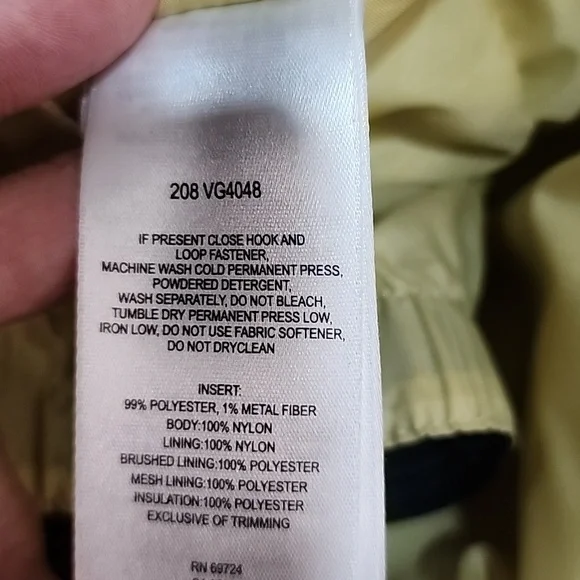 208 VG4048
IF PRESENT CLOSE HOOK AND
LOOP FASTENER,
MACHINE WASH COLD PERMANENT PRESS,
POWDERED DETERGENT,
WASH SEPARATELY, DO NOT BLEACH,
TUMBLE DRY PERMANENT PRESS LOW,
IRON LOW, DO NOT USE FABRIC SOFTENER,
DO NOT DRYCLEAN
INSERT:
99% POLYESTER, 1% METAL FIBER
BODY:100% NYLON
LINING:100% NYLON
BRUSHED LINING:100% POLYESTER
MESH LINING:100% POLYESTER
INSULATION:100% POLYESTER
EXCLUSIVE OF TRIMMING
RN 69724